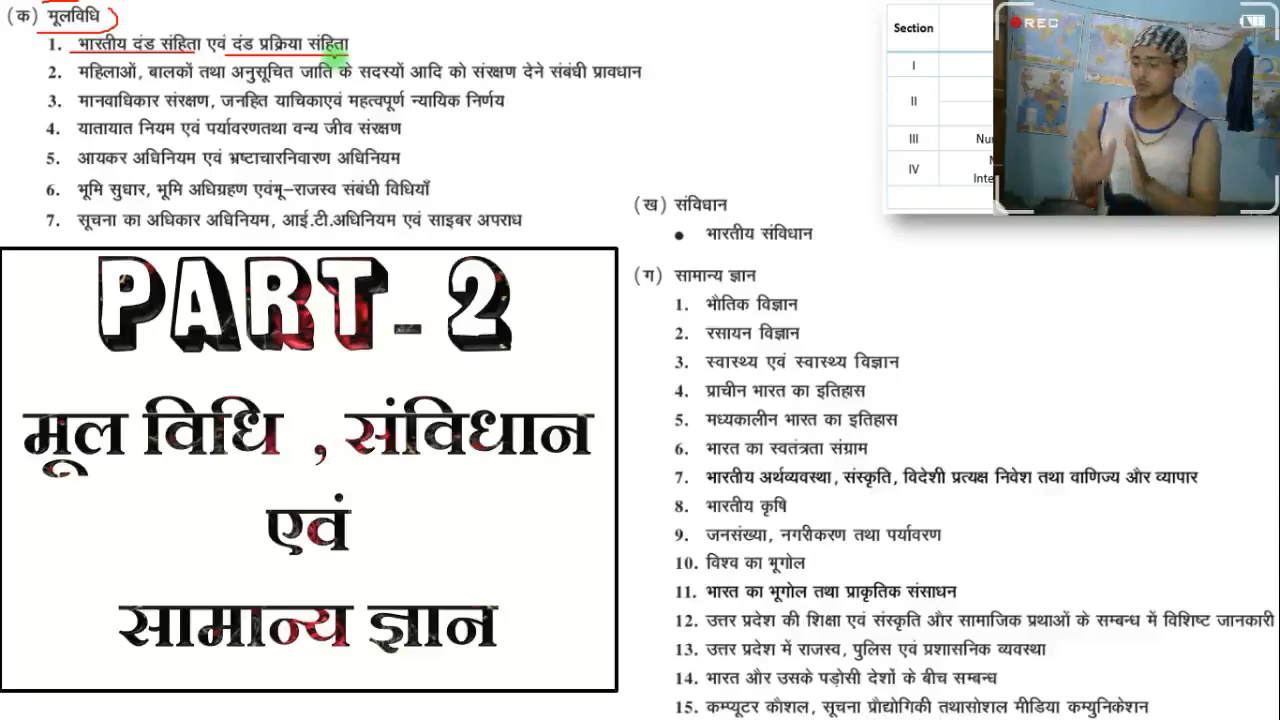 (क) मूलविधि
1. भारतीय दंड संहिता एवं दंड प्रक्रिया संहिता
2. महिलाओं, बालकों तथा अनुसूचित जाति के सदस्यों आदि को संरक्षण देने संबंधी प्रावधान
3. मानवाधिकार संरक्षण, जनहित याचिकाएवं महत्वपूर्ण न्यायिक निर्णय
4. यातायात नियम एवं पर्यावरणतथा वन्य जीव संरक्षण
5. आयकर अधिनियम एवं भ्रष्टाचारनिवारण अधिनियम
6. भूमि सुधार, भूमि अधिग्रहण एवंभू–राजस्व संबंधी विधियाँ
7. सूचना का अधिकार अधिनियम, आई.टी.अधिनियम एवं साइबर अपराध
PART-2
मूल विधि , संविधान
एवं
सामान्य ज्ञान
Section
I
II
III Nu
IV
Inte
REC
(ख) संविधान
• भारतीय संविधान
(ग) सामान्य ज्ञान
1. भौतिक विज्ञान
2. रसायन विज्ञान
3. स्वास्थ्य एवं स्वास्थ्य विज्ञान
4. प्राचीन भारत का इतिहास
5. मध्यकालीन भारत का इतिहास
6. भारत का स्वतंत्रता संग्राम
7. भारतीय अर्थव्यवस्था, संस्कृति, विदेशी प्रत्यक्ष निवेश तथा वाणिज्य और व्यापार
8. भारतीय कृषि
9. जनसंख्या, नगरीकरण तथा पर्यावरण
10. विश्व का भूगोल
11. भारत का भूगोल तथा प्राकृतिक संसाधन
12. उत्तर प्रदेश की शिक्षा एवं संस्कृति और सामाजिक प्रथाओं के सम्बन्ध में विशिष्ट जानकारी
13. उत्तर प्रदेश में राजस्व, पुलिस एवं प्रशासनिक व्यवस्था
14. भारत और उसके पड़ोसी देशों के बीच सम्बन्ध
15. कम्प्यूटर कौशल, सूचना प्रौद्योगिकी तथासोशल मीडिया कम्युनिकेशन